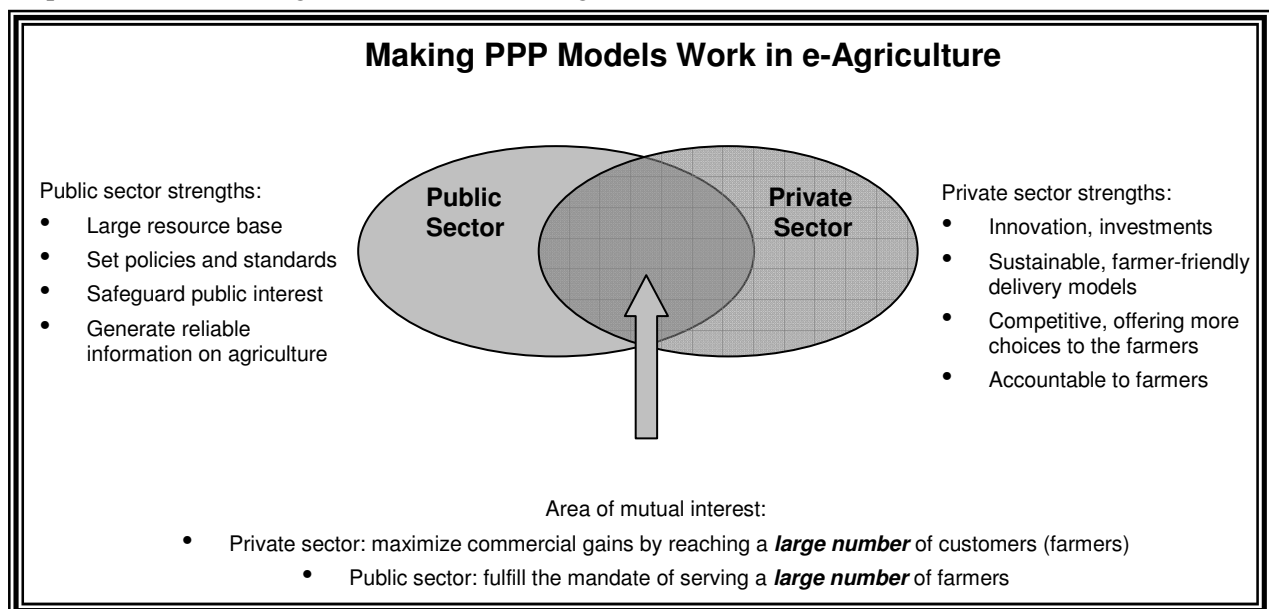 Making PPP Models Work in e-Agriculture
Public
Sector
Private
Sector
Public sector strengths:
• Large resource base
• Set policies and standards
• Safeguard public interest
• Generate reliable
information on agriculture
Private sector strengths:
• Innovation, investments
• Sustainable, farmer-friendly
delivery models
• Competitive, offering more
choices to the farmers
• Accountable to farmers
Area of mutual interest:
• Private sector: maximize commercial gains by reaching a large number of customers (farmers)
• Public sector: fulfill the mandate of serving a large number of farmers